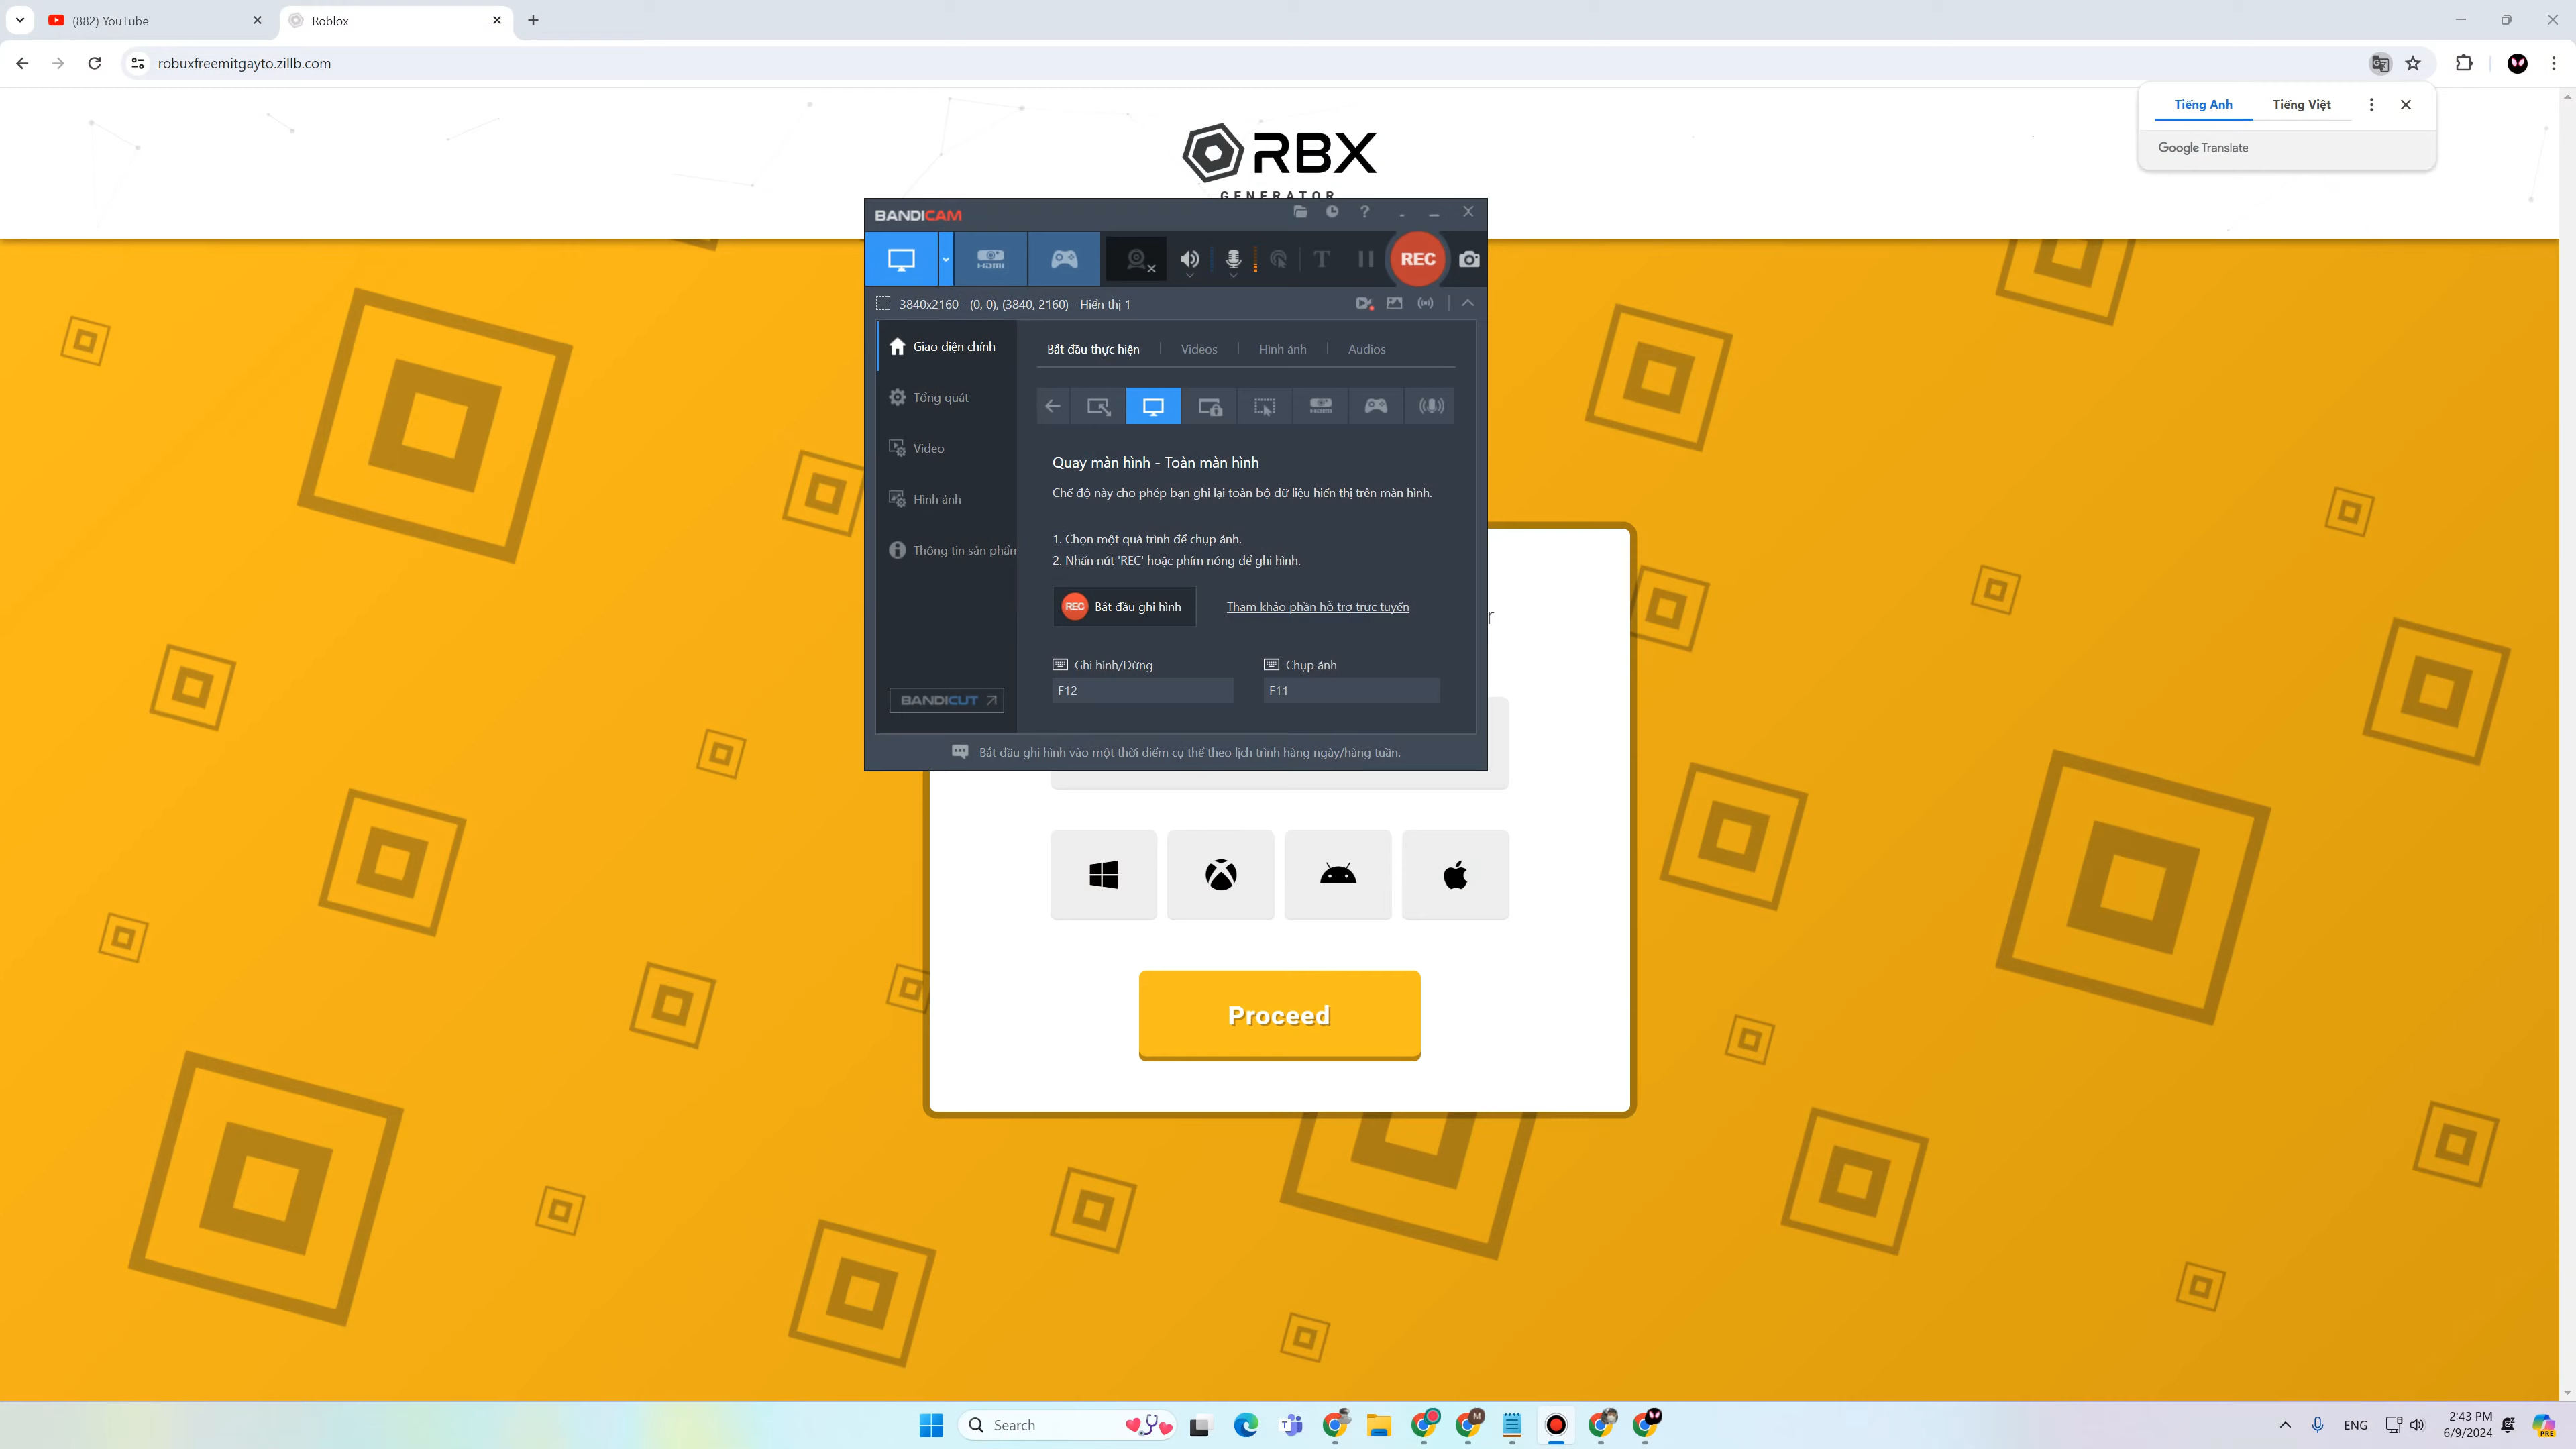 (882) YouTube
Roblox
robuxfreemitgayto.zillb.com
Tiếng Anh
Tiếng Việt
Google Translate
RBX
GENERATOR
BANDICAM
HDMI
T
REC
3840x2160 - (0, 0), (3840, 2160) - Hiển thị 1
Giao diện chính
Bắt đầu thực hiện
Videos
Hình ảnh
Audios
Tổng quát
HDMI
Video
Quay màn hình - Toàn màn hình
Chế độ này cho phép bạn ghi lại toàn bộ dữ liệu hiển thị trên màn hình.
Hình ảnh
1. Chọn một quá trình để chụp ảnh.
Thông tin sản phẩm
2. Nhấn nút 'REC' hoặc phím nóng để ghi hình.
REC Bắt đầu ghi hình
Tham khảo phần hỗ trợ trực tuyến
r
Ghi hình/Dừng
Chụp ảnh
F12
F11
BANDICUT
Bắt đầu ghi hình vào một thời điểm cụ thể theo lịch trình hàng ngày/hàng tuần.
Proceed
Search
M
ENG
2:43 PM
6/9/2024
PRE